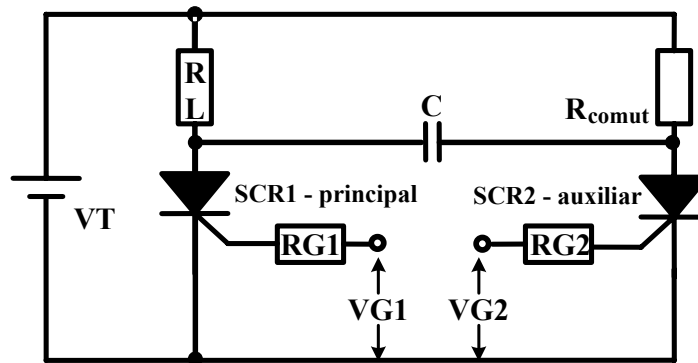 R
L
C
Rcomut
SCR1 - principal
SCR2 - auxiliar
VT
RG1
RG2
VG1
VG2